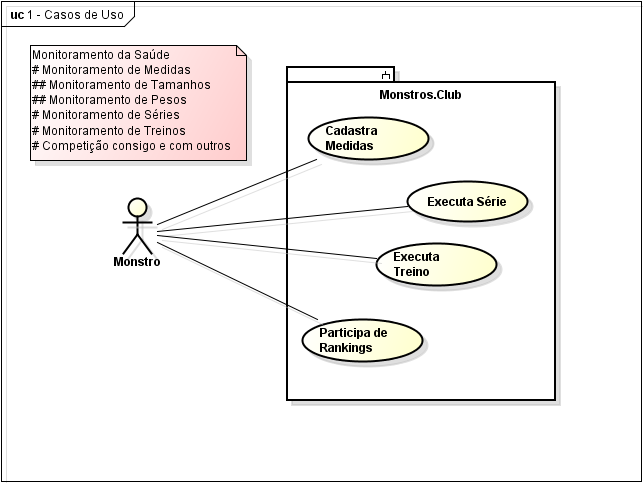 uc 1 - Casos de Uso
Monitoramento da Saúde
# Monitoramento de Medidas
## Monitoramento de Tamanhos
## Monitoramento de Pesos
# Monitoramento de Séries
# Monitoramento de Treinos
# Competição consigo e com outros
Monstros.Club
Cadastra
Medidas
Executa Série
Executa
Treino
Participa de
Rankings
Monstro